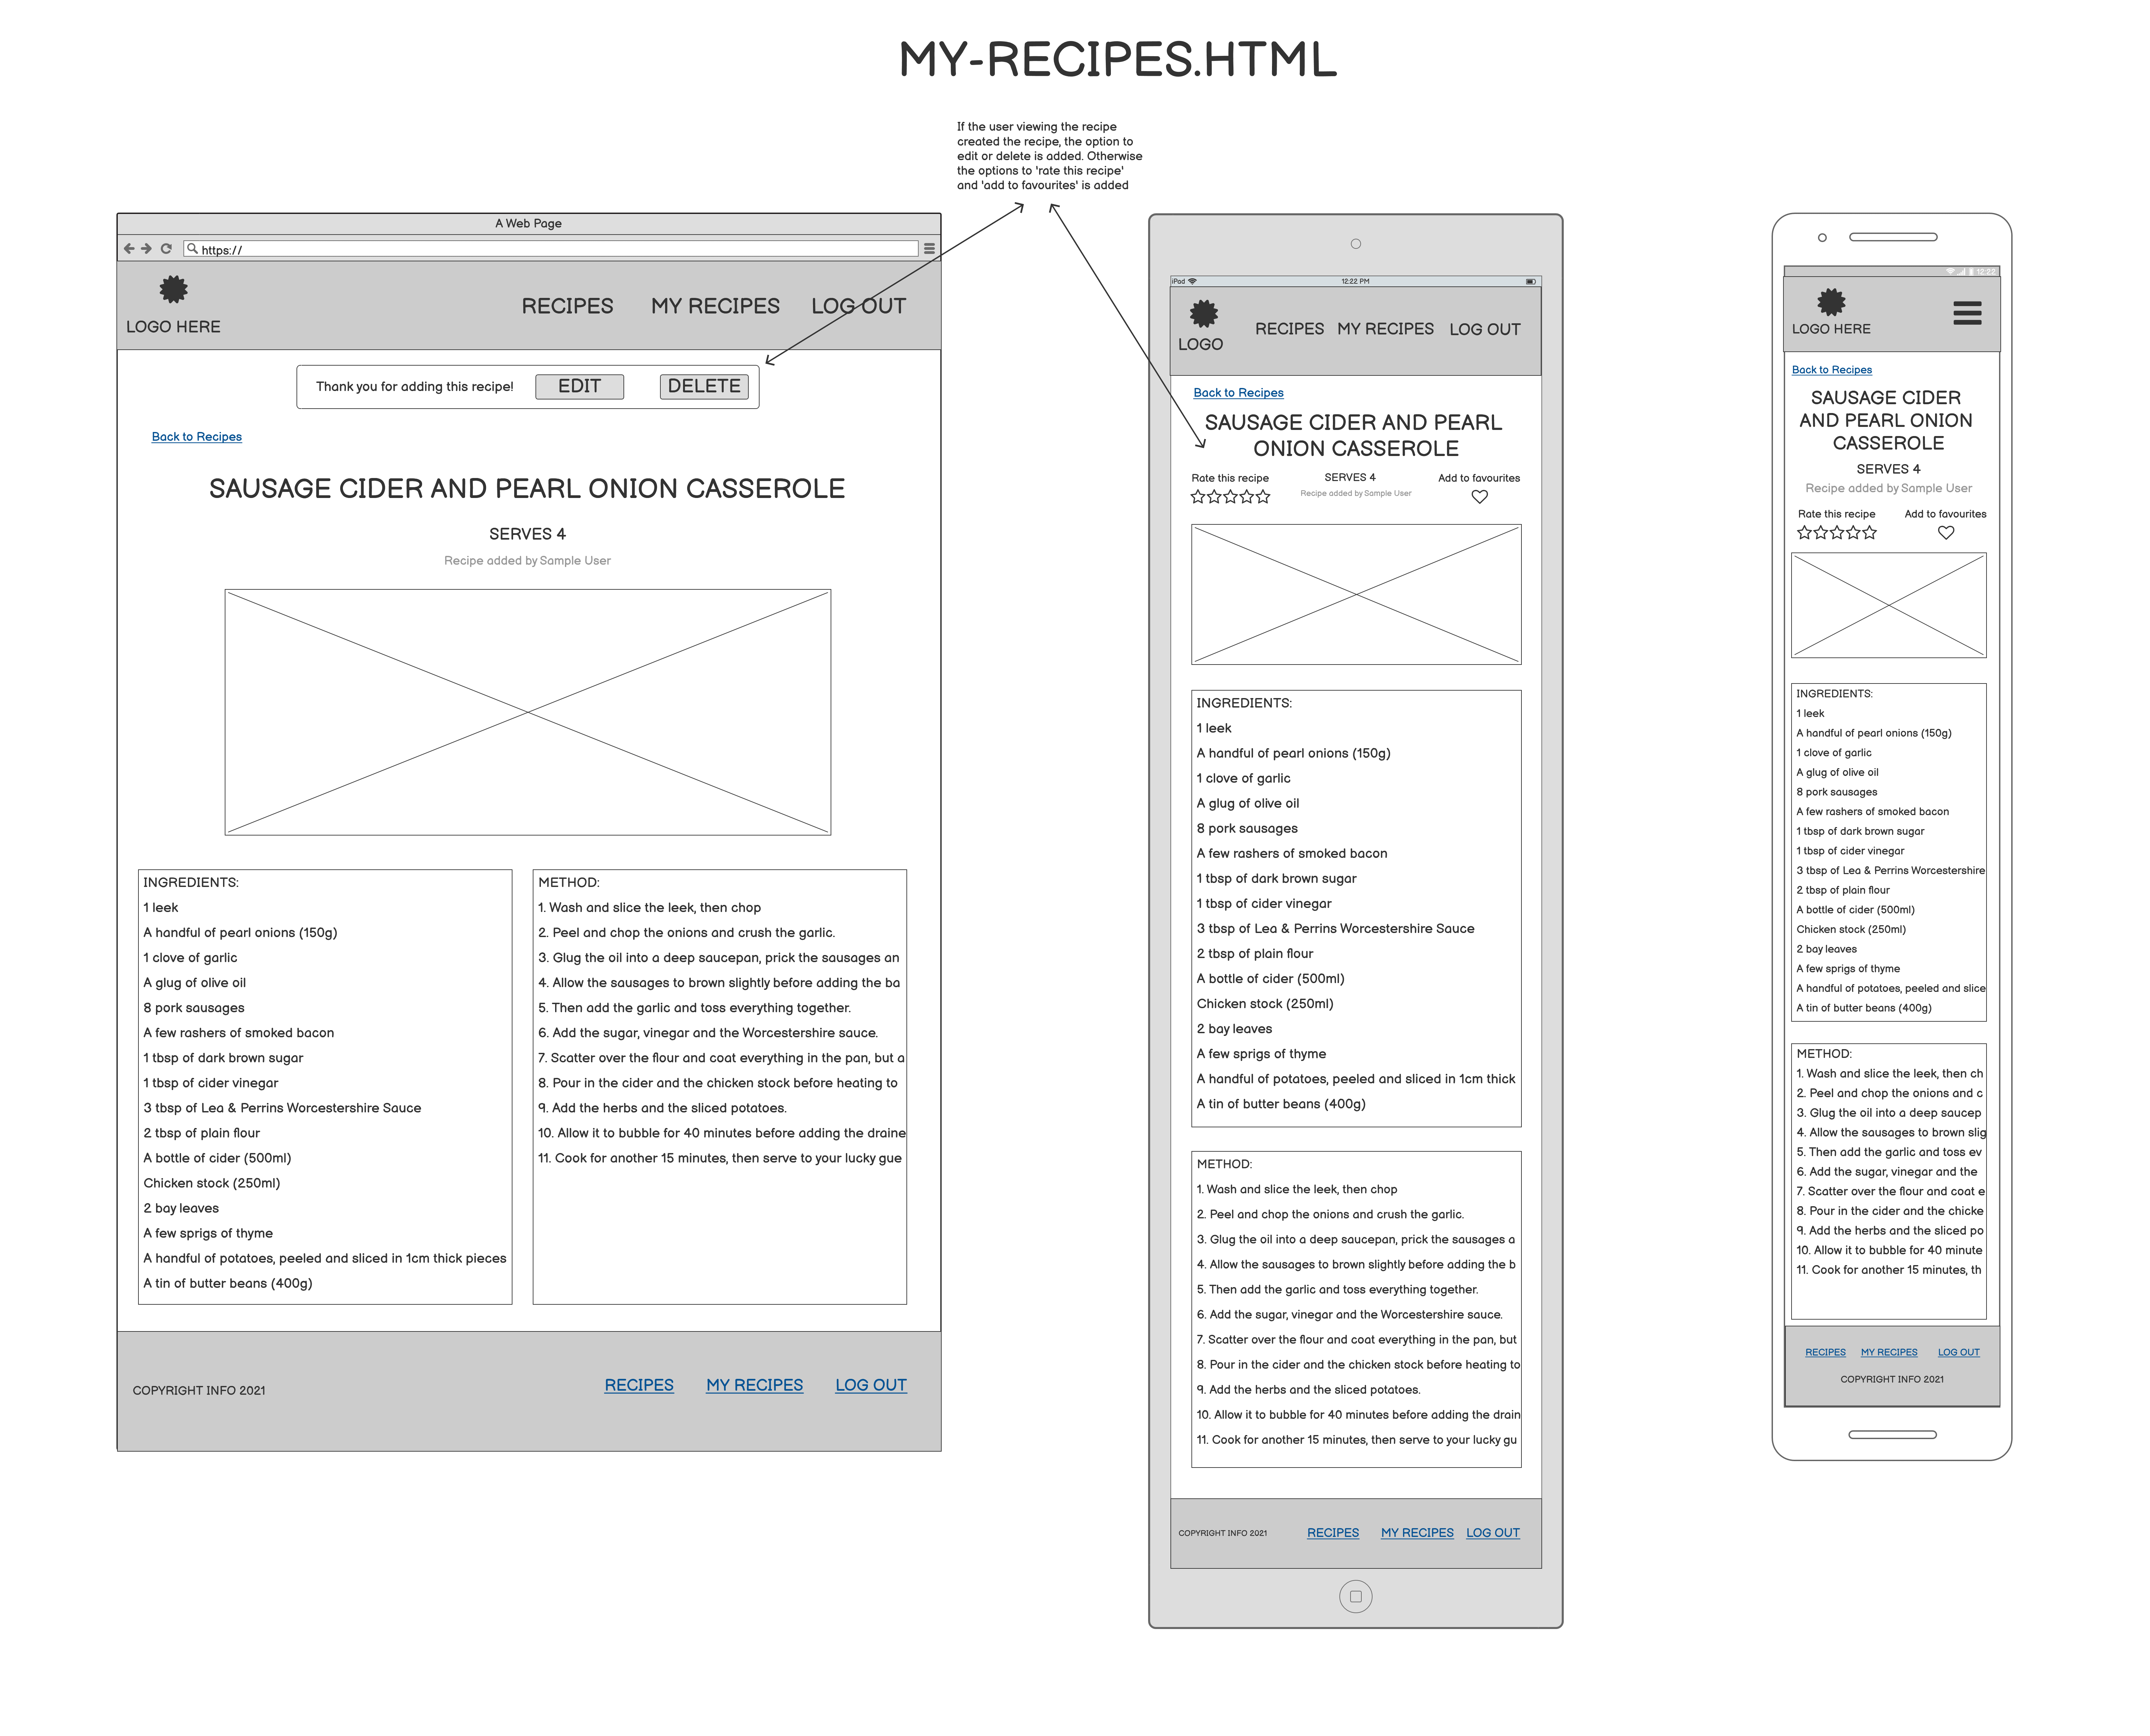 MY-RECIPES.HTML
If the user viewing the recipe
created the recipe, the option to
edit or delete is added. Otherwise
the options to 'rate this recipe'
and 'add to favourites' is added
A Web Page
https://
LOGO HERE
RECIPES MY RECIPES LOG OUT
Thank you for adding this recipe! EDIT DELETE
Back to Recipes
SAUSAGE CIDER AND PEARL ONION CASSEROLE
SERVES 4
Recipe added by Sample User
INGREDIENTS:
1 leek
A handful of pearl onions (150g)
1 clove of garlic
A glug of olive oil
8 pork sausages
A few rashers of smoked bacon
1 tbsp of dark brown sugar
1 tbsp of cider vinegar
3 tbsp of Lea & Perrins Worcestershire Sauce
2 tbsp of plain flour
A bottle of cider (500ml)
Chicken stock (250ml)
2 bay leaves
A few sprigs of thyme
A handful of potatoes, peeled and sliced in 1cm thick pieces
A tin of butter beans (400g)
METHOD:
1. Wash and slice the leek, then chop
2. Peel and chop the onions and crush the garlic.
3. Glug the oil into a deep saucepan, prick the sausages an
4. Allow the sausages to brown slightly before adding the ba
5. Then add the garlic and toss everything together.
6. Add the sugar, vinegar and the Worcestershire sauce.
7. Scatter over the flour and coat everything in the pan, but a
8. Pour in the cider and the chicken stock before heating to
9. Add the herbs and the sliced potatoes.
10. Allow it to bubble for 40 minutes before adding the draine
11. Cook for another 15 minutes, then serve to your lucky gue
COPYRIGHT INFO 2021
RECIPES MY RECIPES LOG OUT
iPad 12:22 PM
LOGO
RECIPES MY RECIPES LOG OUT
Back to Recipes
SAUSAGE CIDER AND PEARL
ONION CASSEROLE
Rate this recipe SERVES 4 Add to favourites
Recipe added by Sample User
INGREDIENTS:
1 leek
A handful of pearl onions (150g)
1 clove of garlic
A glug of olive oil
8 pork sausages
A few rashers of smoked bacon
1 tbsp of dark brown sugar
1 tbsp of cider vinegar
3 tbsp of Lea & Perrins Worcestershire Sauce
2 tbsp of plain flour
A bottle of cider (500ml)
Chicken stock (250ml)
2 bay leaves
A few sprigs of thyme
A handful of potatoes, peeled and sliced in 1cm thick
A tin of butter beans (400g)
METHOD:
1. Wash and slice the leek, then chop
2. Peel and chop the onions and crush the garlic.
3. Glug the oil into a deep saucepan, prick the sausages a
4. Allow the sausages to brown slightly before adding the b
5. Then add the garlic and toss everything together.
6. Add the sugar, vinegar and the Worcestershire sauce.
7. Scatter over the flour and coat everything in the pan, but
8. Pour in the cider and the chicken stock before heating to
9. Add the herbs and the sliced potatoes.
10. Allow it to bubble for 40 minutes before adding the drain
11. Cook for another 15 minutes, then serve to your lucky gu
COPYRIGHT INFO 2021 RECIPES MY RECIPES LOG OUT
12:22
LOGO HERE
Back to Recipes
SAUSAGE CIDER
AND PEARL ONION
CASSEROLE
SERVES 4
Recipe added by Sample User
Rate this recipe Add to favourites
INGREDIENTS:
1 leek
A handful of pearl onions (150g)
1 clove of garlic
A glug of olive oil
8 pork sausages
A few rashers of smoked bacon
1 tbsp of dark brown sugar
1 tbsp of cider vinegar
3 tbsp of Lea & Perrins Worcestershire
2 tbsp of plain flour
A bottle of cider (500ml)
Chicken stock (250ml)
2 bay leaves
A few sprigs of thyme
A handful of potatoes, peeled and slice
A tin of butter beans (400g)
METHOD:
1. Wash and slice the leek, then ch
2. Peel and chop the onions and c
3. Glug the oil into a deep saucep
4. Allow the sausages to brown slig
5. Then add the garlic and toss ev
6. Add the sugar, vinegar and the
7. Scatter over the flour and coat e
8. Pour in the cider and the chicke
9. Add the herbs and the sliced po
10. Allow it to bubble for 40 minute
11. Cook for another 15 minutes, th
RECIPES MY RECIPES LOG OUT
COPYRIGHT INFO 2021